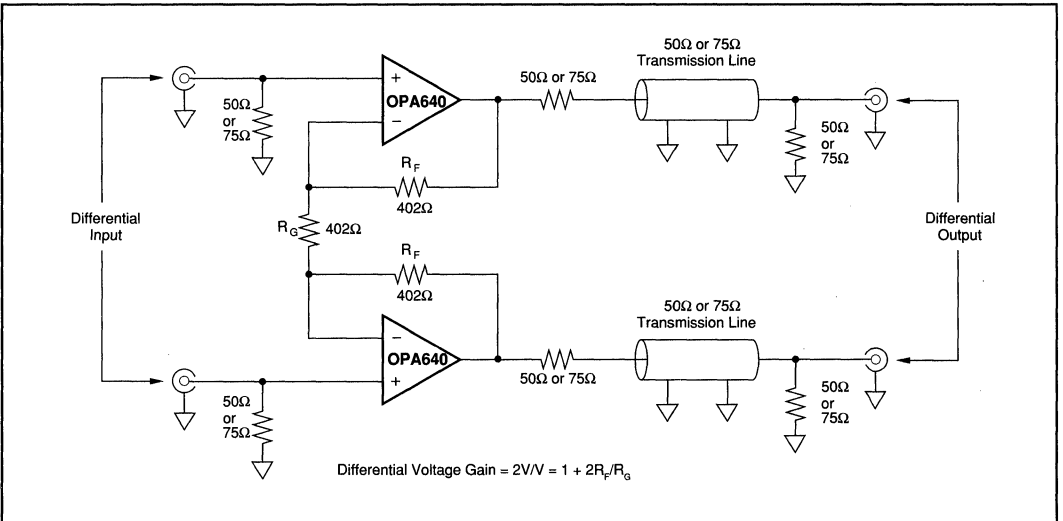 50Ω or 75Ω
Transmission Line
50Ω or 75Ω
+
OPA640
−
50Ω
or
75Ω
50Ω
or
75Ω
R_F
402Ω
Differential
Input
R_G
402Ω
Differential
Output
R_F
402Ω
50Ω or 75Ω
Transmission Line
−
OPA640
+
50Ω or 75Ω
50Ω
or
75Ω
50Ω
or
75Ω
Differential Voltage Gain = 2V/V = 1 + 2R_F/R_G